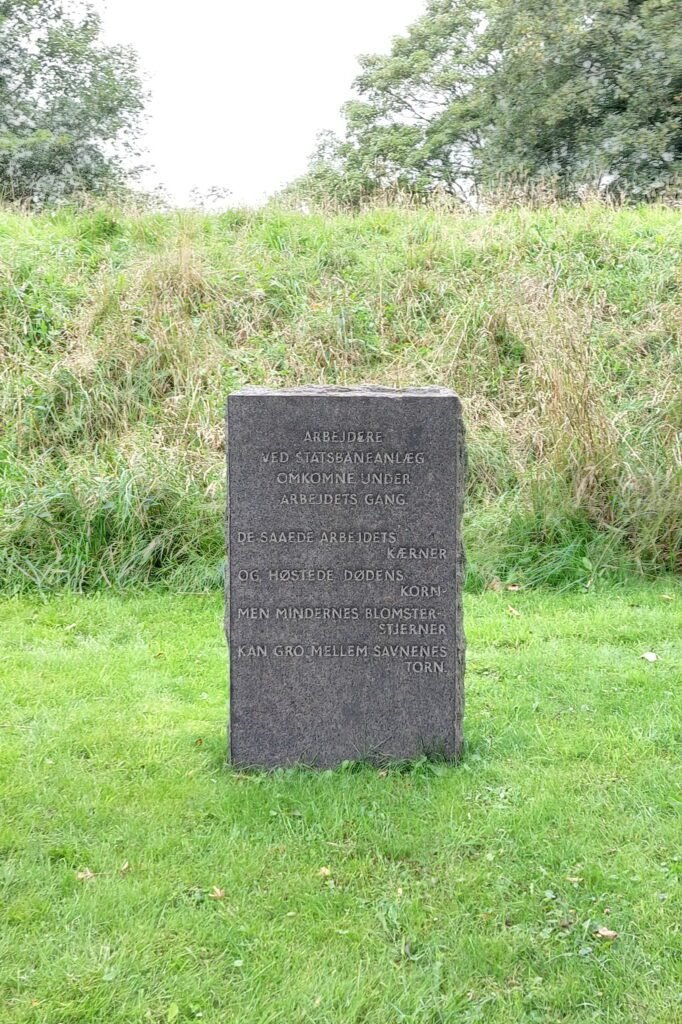 ARBEJDERE
VED STATSBANEANLÆG
OMKOMNE UNDER
ARBEJDETS GANG
DE SAAEDE ARBEJDETS
KÆRNER
OG HØSTEDE DØDENS
KORN-
MEN MINDERNES BLOMSTER-
STJERNER
KAN GRO MELLEM SAVNENES
TORN.